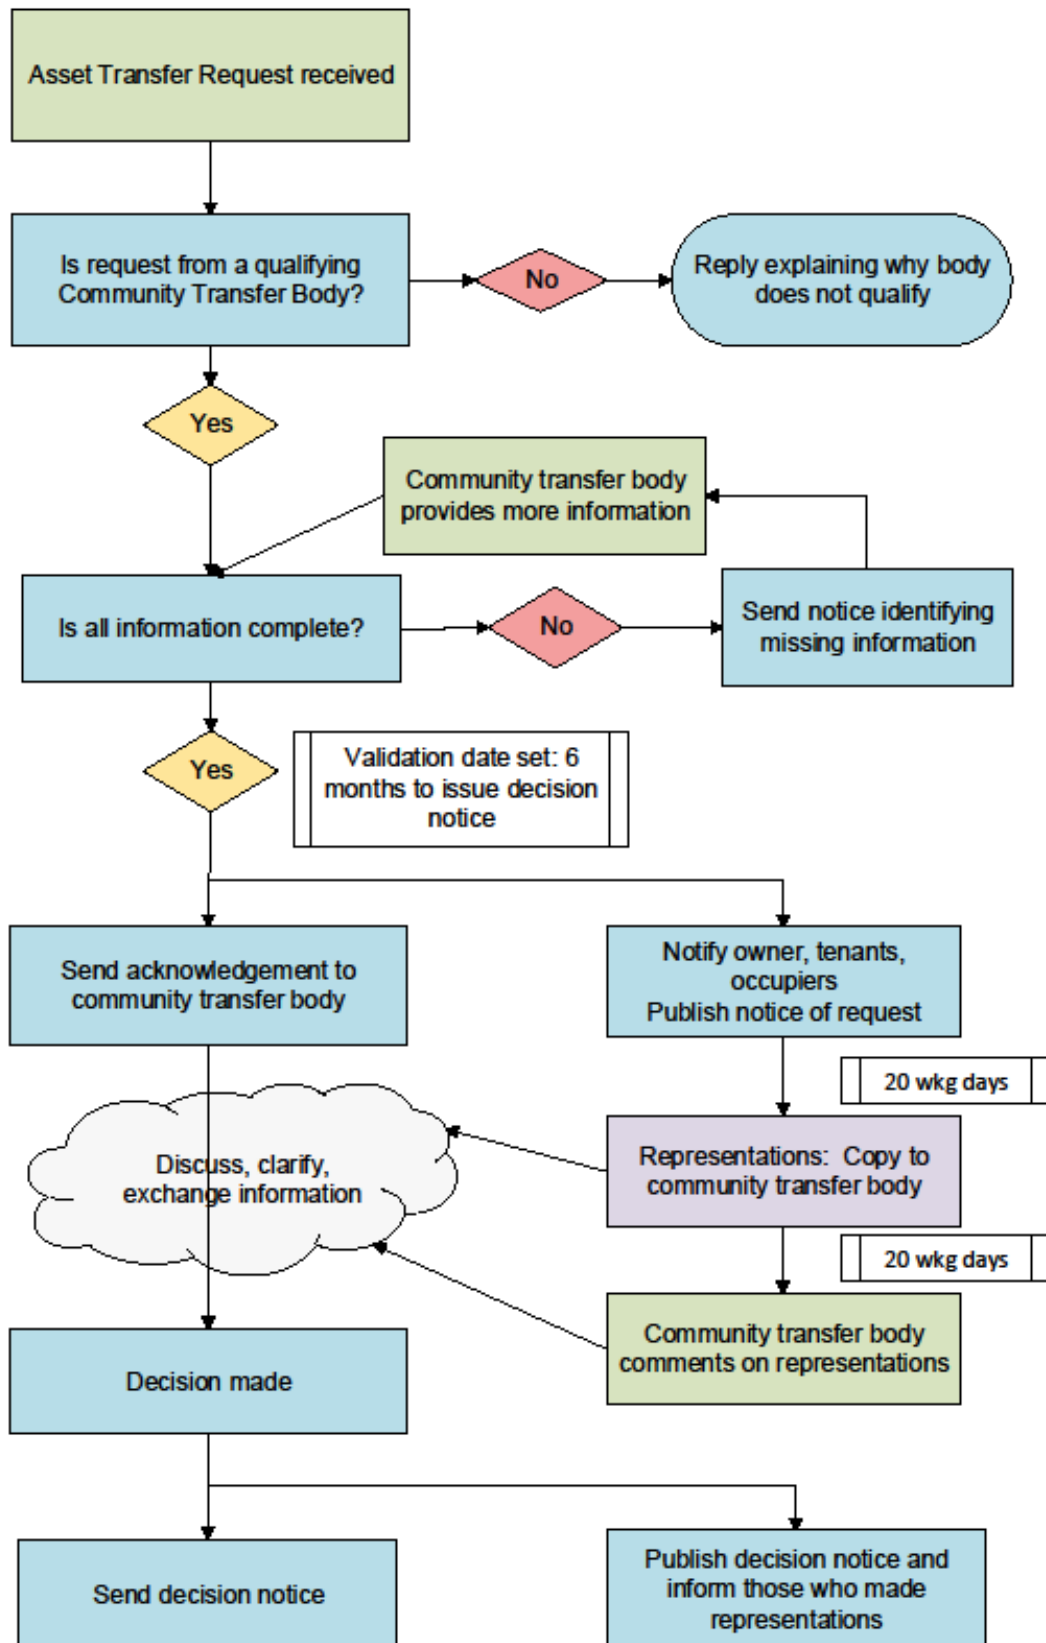 Asset Transfer Request received
Is request from a qualifying
Community Transfer Body?
No
Reply explaining why body
does not qualify
Yes
Community transfer body
provides more information
Is all information complete?
No
Send notice identifying
missing information
Yes
Validation date set: 6
months to issue decision
notice
Send acknowledgement to
community transfer body
Notify owner, tenants,
occupiers
Publish notice of request
20 wkg days
Discuss, clarify,
exchange information
Representations: Copy to
community transfer body
20 wkg days
Community transfer body
comments on representations
Decision made
Send decision notice
Publish decision notice and
inform those who made
representations